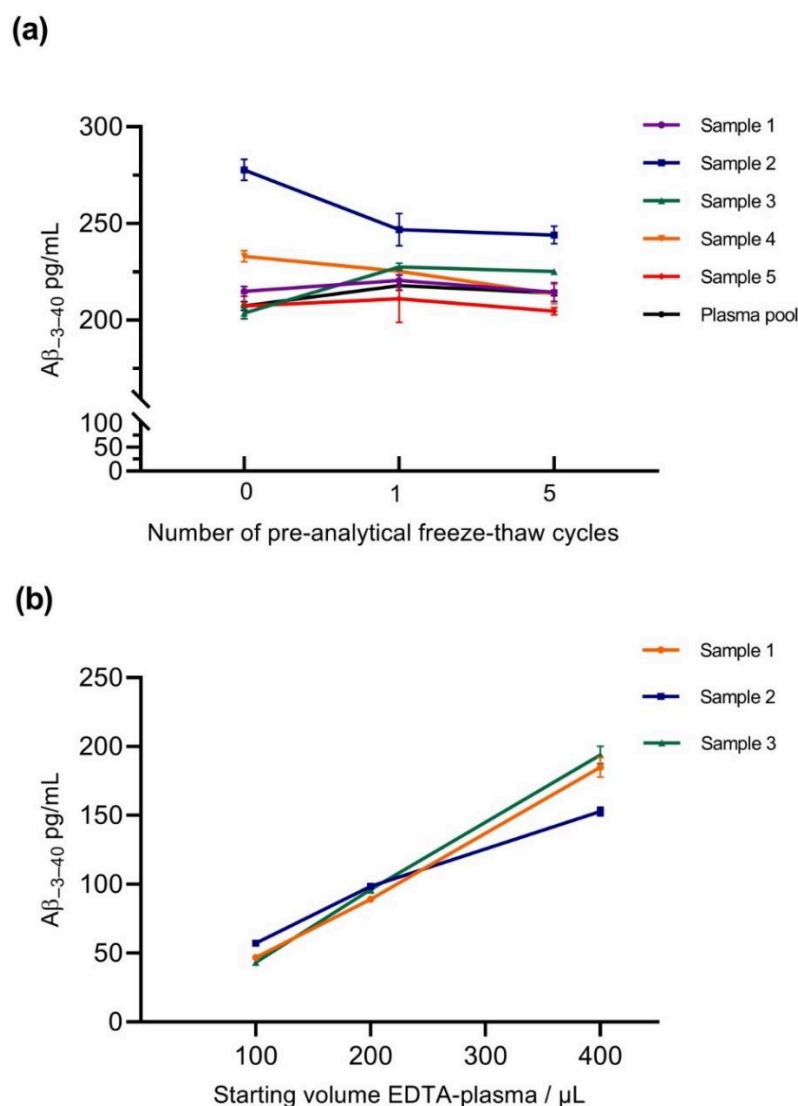 (a)
300
250
200
100
50
0
Aβ₋₃₋₄₀ pg/mL
0 1 5
Number of pre-analytical freeze-thaw cycles
Sample 1
Sample 2
Sample 3
Sample 4
Sample 5
Plasma pool
(b)
250
200
150
100
50
0
Aβ₋₃₋₄₀ pg/mL
100 200 300 400
Starting volume EDTA-plasma / µL
Sample 1
Sample 2
Sample 3